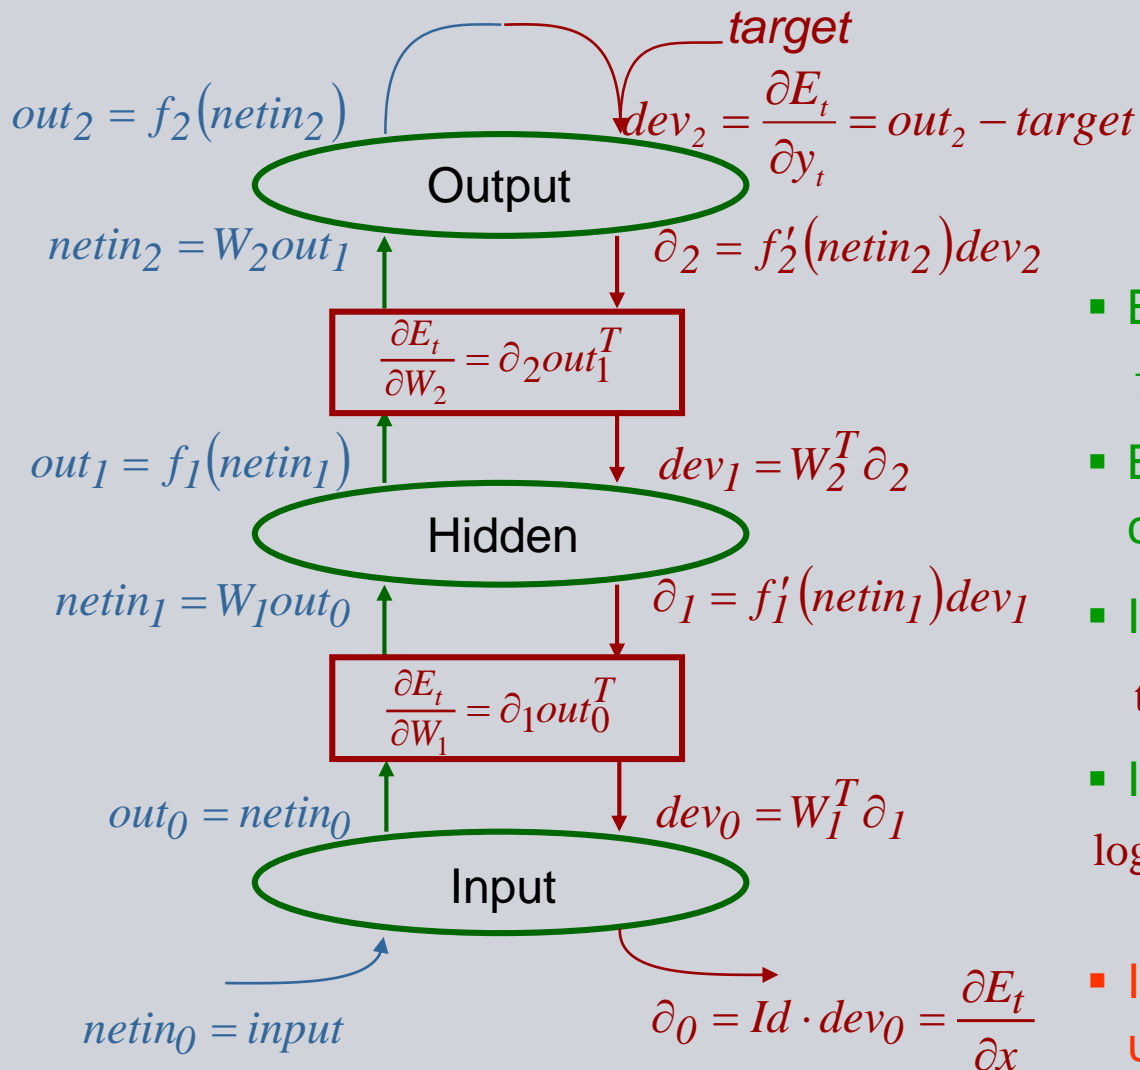 target
out₂ = f₂(netin₂)
dev₂ = ∂Eₜ/∂yₜ = out₂ − target
Output
netin₂ = W₂out₁
∂₂ = f₂′(netin₂)dev₂
∂Eₜ/∂W₂ = ∂₂out₁ᵀ
out₁ = f₁(netin₁)
dev₁ = W₂ᵀ∂₂
Hidden
netin₁ = W₁out₀
∂₁ = f₁′(netin₁)dev₁
∂Eₜ/∂W₁ = ∂₁out₀ᵀ
out₀ = netin₀
dev₀ = W₁ᵀ∂₁
Input
netin₀ = input
∂₀ = Id · dev₀ = ∂Eₜ/∂x
log